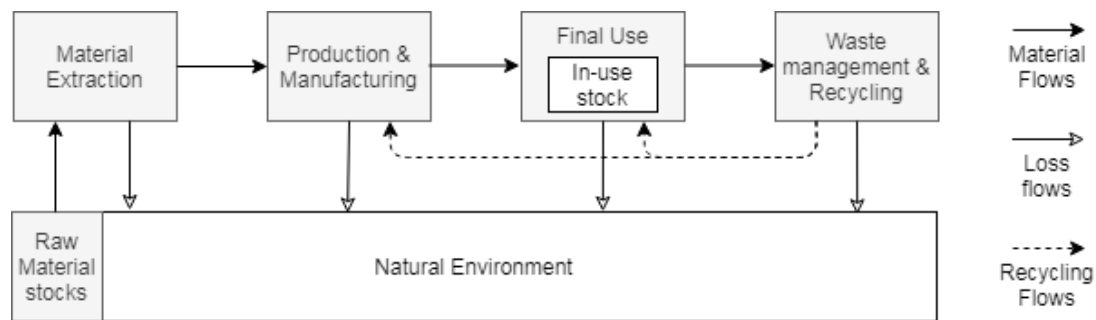 Material
Extraction
Production &
Manufacturing
Final Use
In-use
stock
Waste
management &
Recycling
Material
Flows
Loss
flows
Raw
Material
stocks
Natural Environment
Recycling
Flows